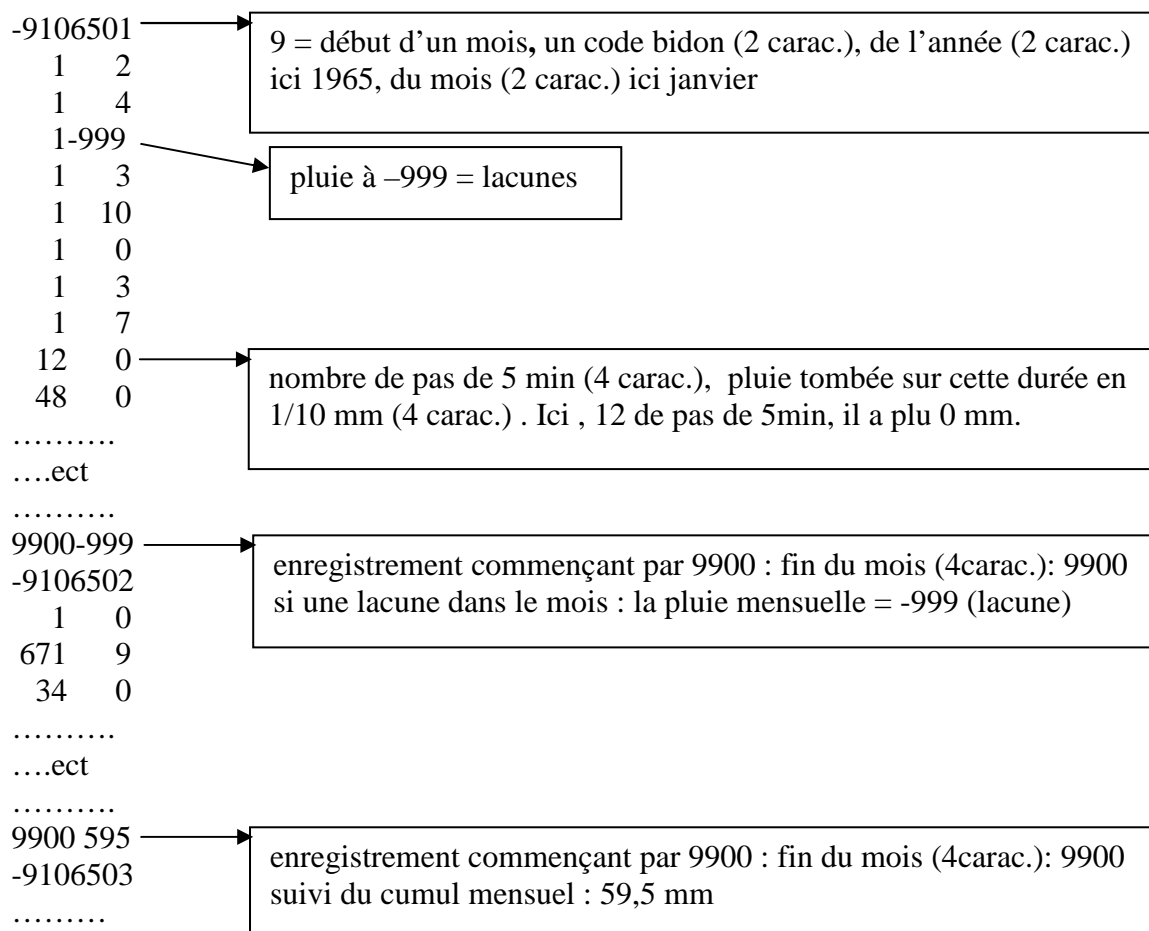 -9106501
9 = début d'un mois, un code bidon (2 carac.), de l'année (2 carac.)
ici 1965, du mois (2 carac.) ici janvier
1 2
1 4
1-999
pluie à –999 = lacunes
1 3
1 10
1 0
1 3
1 7
12 0
nombre de pas de 5 min (4 carac.), pluie tombée sur cette durée en
1/10 mm (4 carac.) . Ici , 12 de pas de 5min, il a plu 0 mm.
48 0
……….
….ect
……….
9900-999
enregistrement commençant par 9900 : fin du mois (4carac.): 9900
si une lacune dans le mois : la pluie mensuelle = -999 (lacune)
-9106502
1 0
671 9
34 0
……….
….ect
……….
9900 595
enregistrement commençant par 9900 : fin du mois (4carac.): 9900
suivi du cumul mensuel : 59,5 mm
-9106503
………